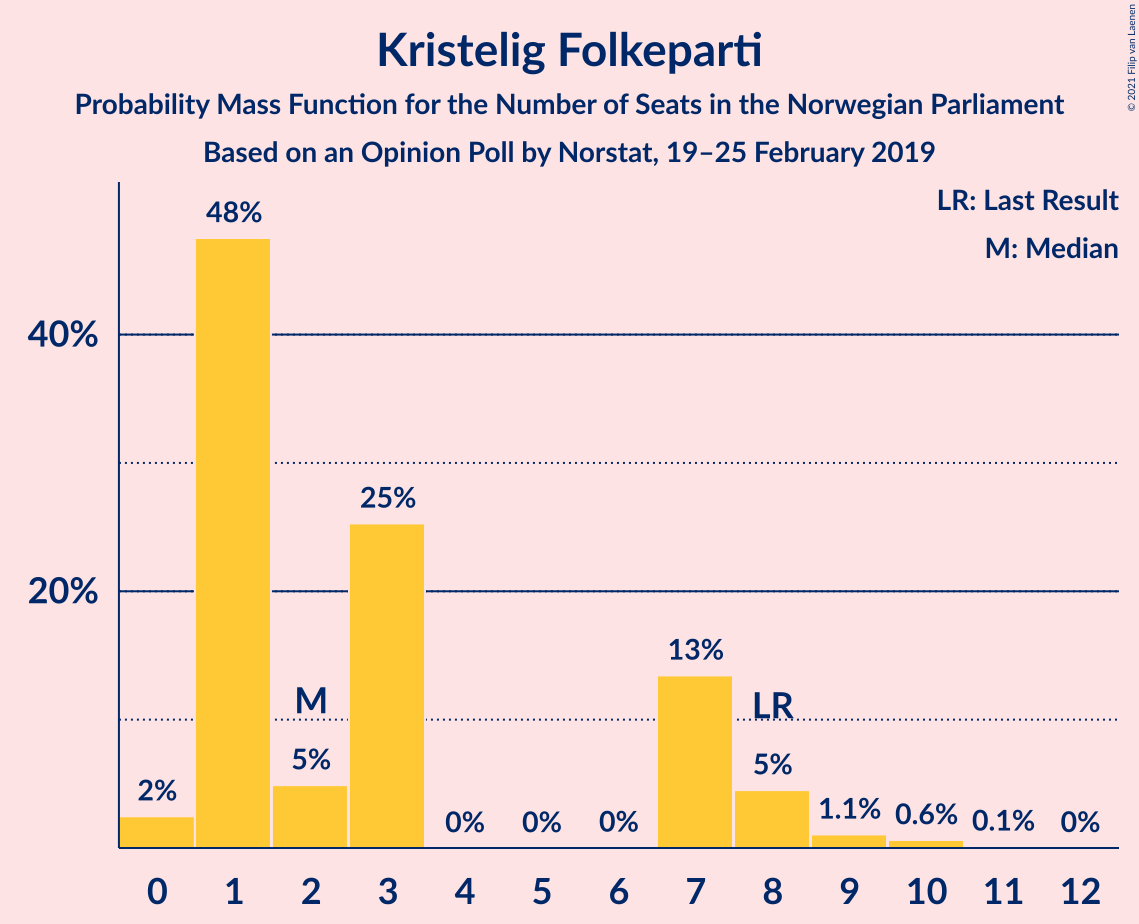 Kristelig Folkeparti
Probability Mass Function for the Number of Seats in the Norwegian Parliament
Based on an Opinion Poll by Norstat, 19–25 February 2019
© 2021 Filip van Laenen
LR: Last Result
M: Median
48%
40%
25%
20%
13%
M
LR
5%
5%
2%
1.1%
0.6%
0.1%
0%
0%
0%
0%
0 1 2 3 4 5 6 7 8 9 10 11 12